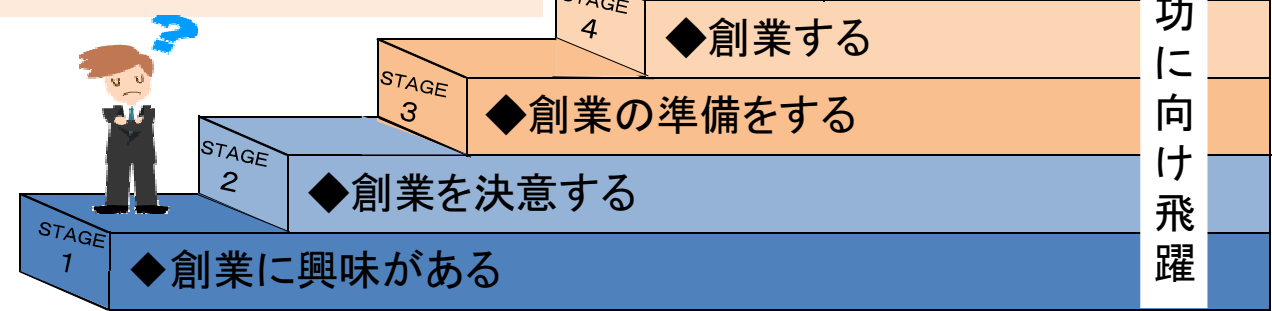 STAGE
4
◆創業する
STAGE
3
◆創業の準備をする
STAGE
2
◆創業を決意する
STAGE
1
◆創業に興味がある
功に向け飛躍